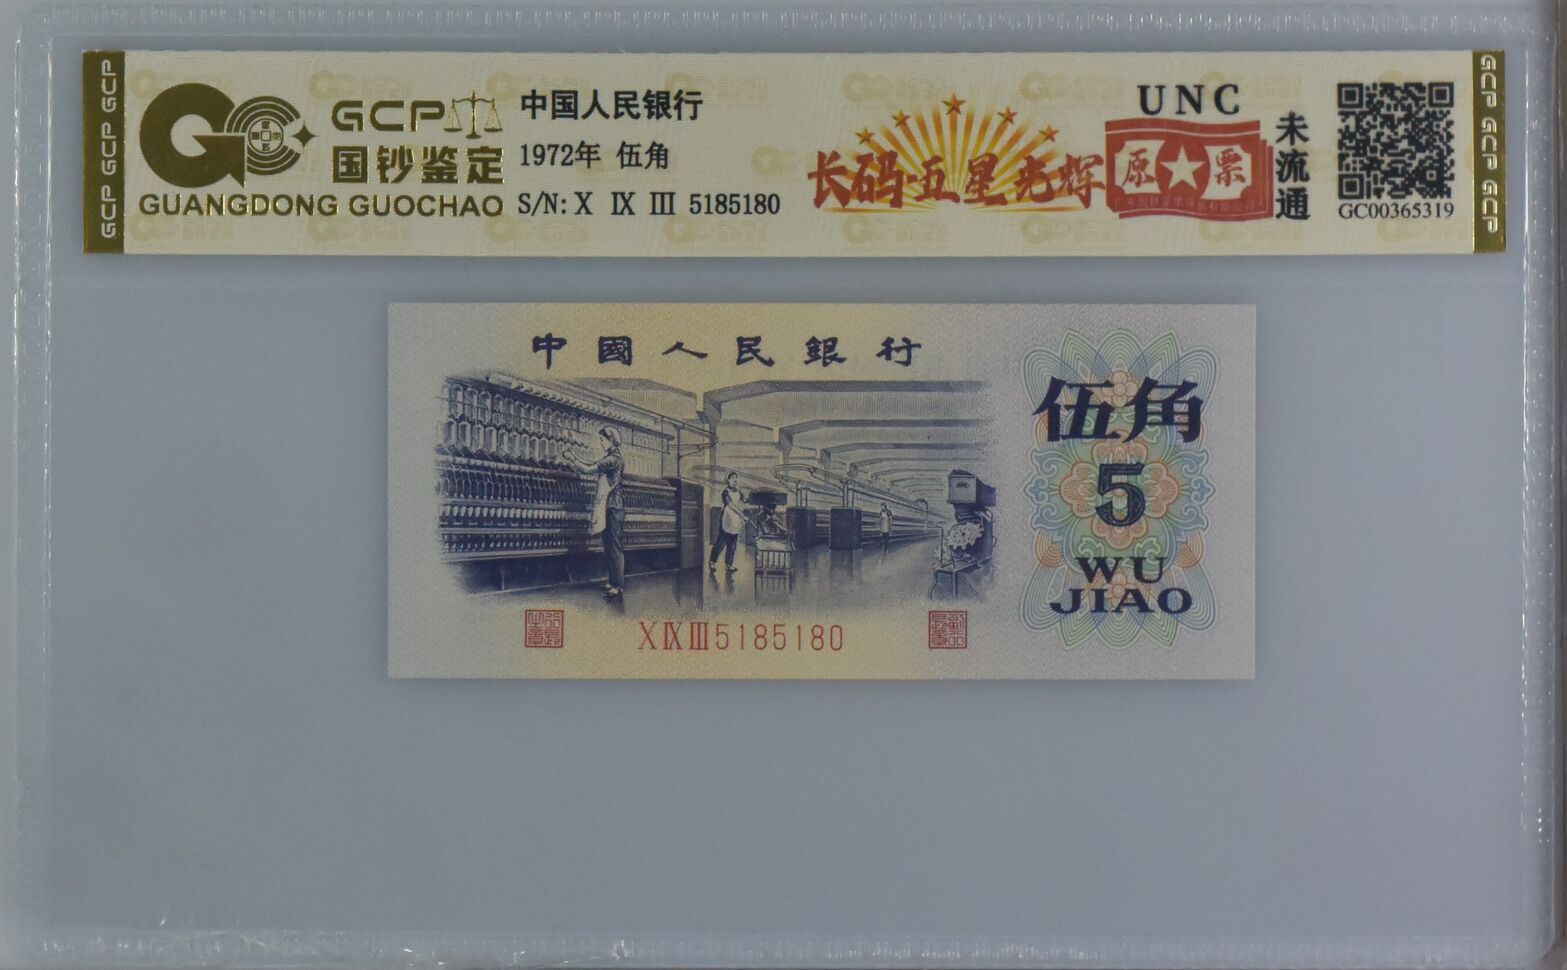 GCP GCP GCP
GCP
国钞鉴定
GUANGDONG GUOCHAO
中国人民银行
1972年 伍角
S/N: X IX III 5185180
长码·五星光辉
UNC
原★票
未流通
GC00365319
GCP GCP GCP
中國人民銀行
伍角
5
WU
JIAO
X IX III 5185180